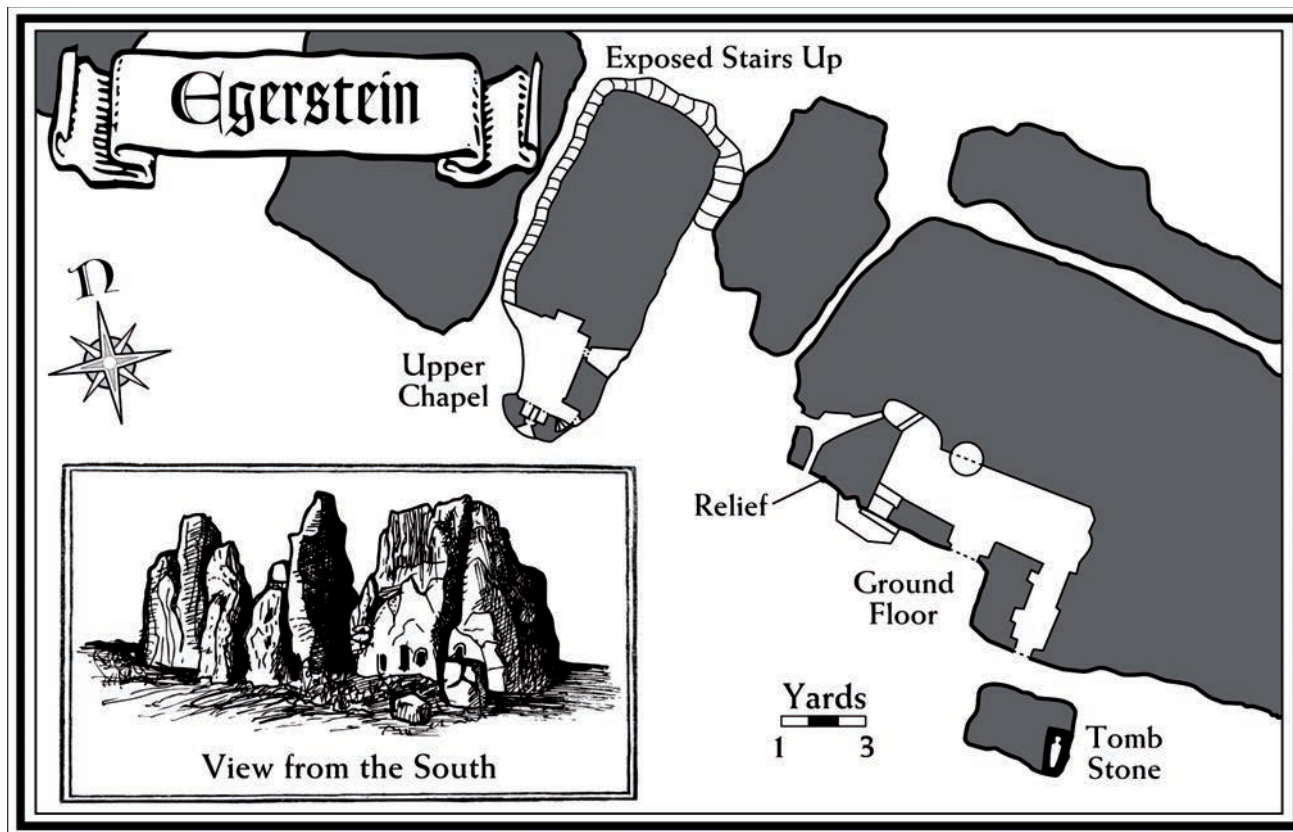 Egerstein
Exposed Stairs Up
N
Upper
Chapel
Relief
Ground
Floor
Yards
1 3
Tomb
Stone
View from the South